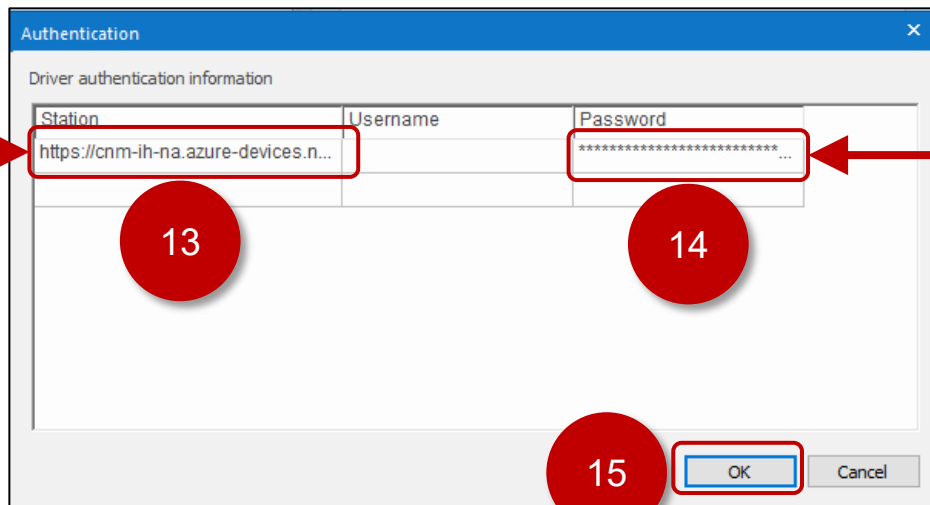 Authentication ×
Driver authentication information
Station Username Password
https://cnm-ih-na.azure-devices.n... **************************...
13 14
15 OK Cancel